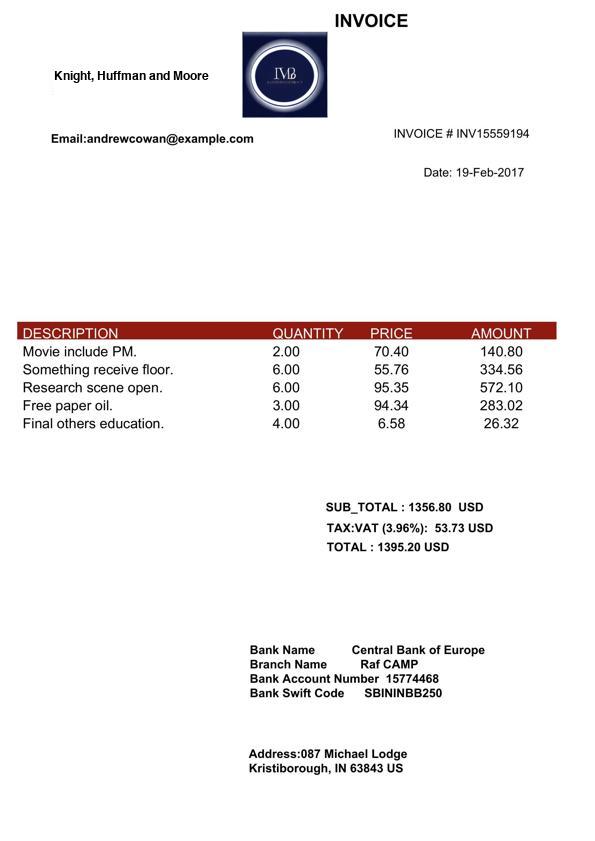 INVOICE
Knight, Huffman and Moore
Email:andrewcowan@example.com
INVOICE # INV15559194
Date: 19-Feb-2017
DESCRIPTION QUANTITY PRICE AMOUNT
Movie include PM. 2.00 70.40 140.80
Something receive floor. 6.00 55.76 334.56
Research scene open. 6.00 95.35 572.10
Free paper oil. 3.00 94.34 283.02
Final others education. 4.00 6.58 26.32
SUB_TOTAL : 1356.80 USD
TAX:VAT (3.96%): 53.73 USD
TOTAL : 1395.20 USD
Bank Name Central Bank of Europe
Branch Name Raf CAMP
Bank Account Number 15774468
Bank Swift Code SBININBB250
Address:087 Michael Lodge
Kristiborough, IN 63843 US